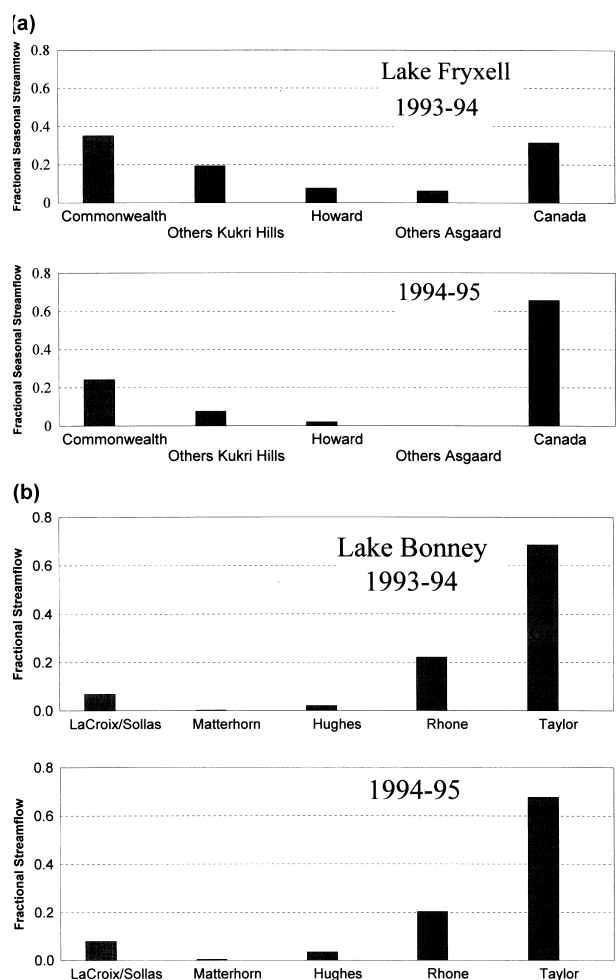 (a)
Fractional Seasonal Streamflow
0.8
0.6
0.4
0.2
0
Lake Fryxell
1993-94
Commonwealth Howard Canada
Others Kukri Hills Others Asgaard
Fractional Seasonal Streamflow
0.8
0.6
0.4
0.2
0
1994-95
Commonwealth Howard Canada
Others Kukri Hills Others Asgaard
(b)
Fractional Streamflow
0.8
0.6
0.4
0.2
0.0
Lake Bonney
1993-94
LaCroix/Sollas Matterhorn Hughes Rhone Taylor
Fractional Streamflow
0.8
0.6
0.4
0.2
0.0
1994-95
LaCroix/Sollas Matterhorn Hughes Rhone Taylor